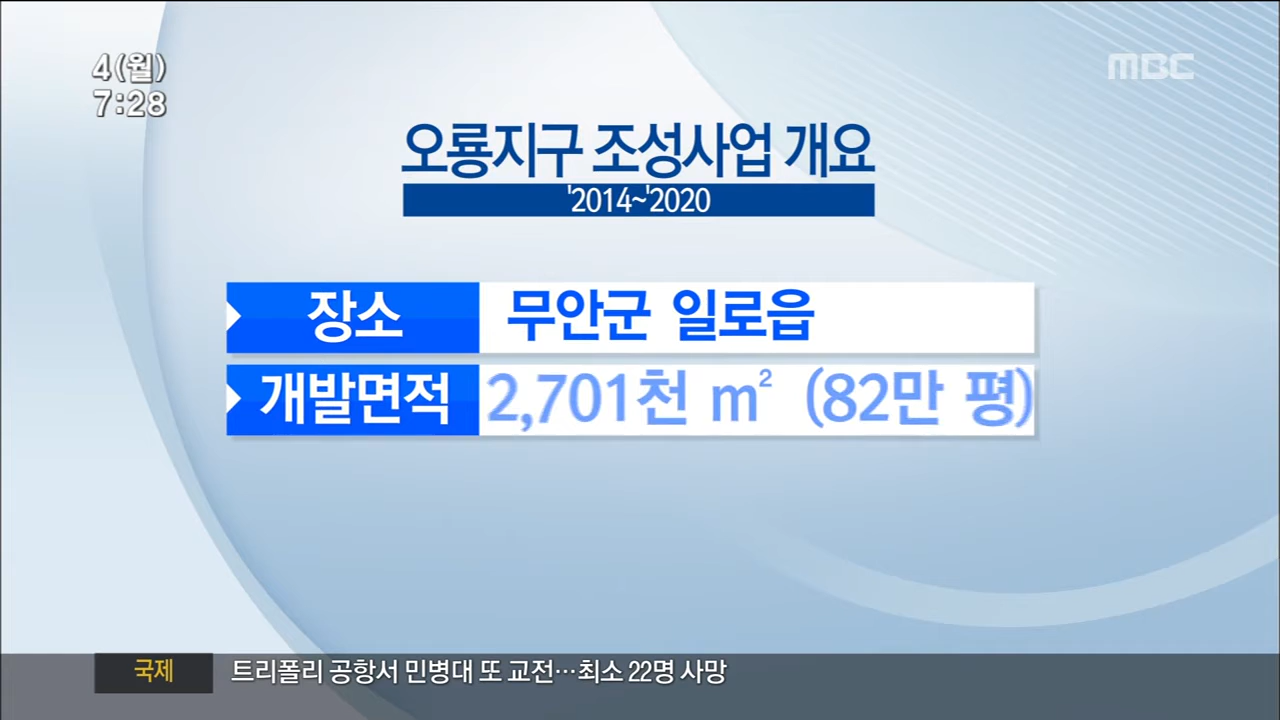 4(월)
7:28
MBC
오룡지구 조성사업 개요
'2014~'2020
장소 무안군 일로읍
개발면적 2,701천 m² (82만 평)
국제 트리폴리 공항서 민병대 또 교전…최소 22명 사망